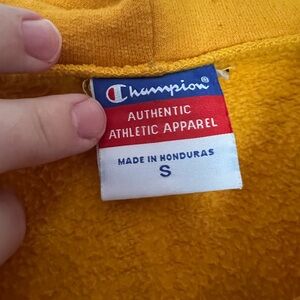 Champion®
AUTHENTIC
ATHLETIC APPAREL
MADE IN HONDURAS
S